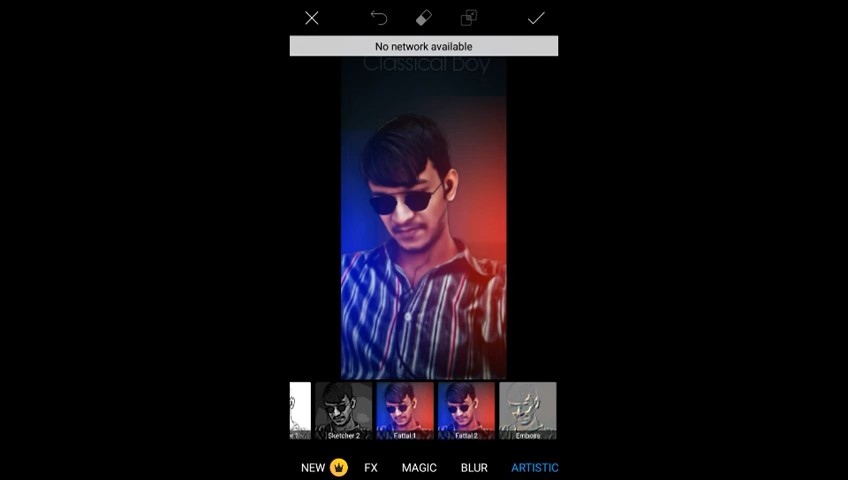 No network available
Classical Boy
Sketcher 2
Fattal 1
Fattal 2
Emboss
NEW
FX
MAGIC
BLUR
ARTISTIC